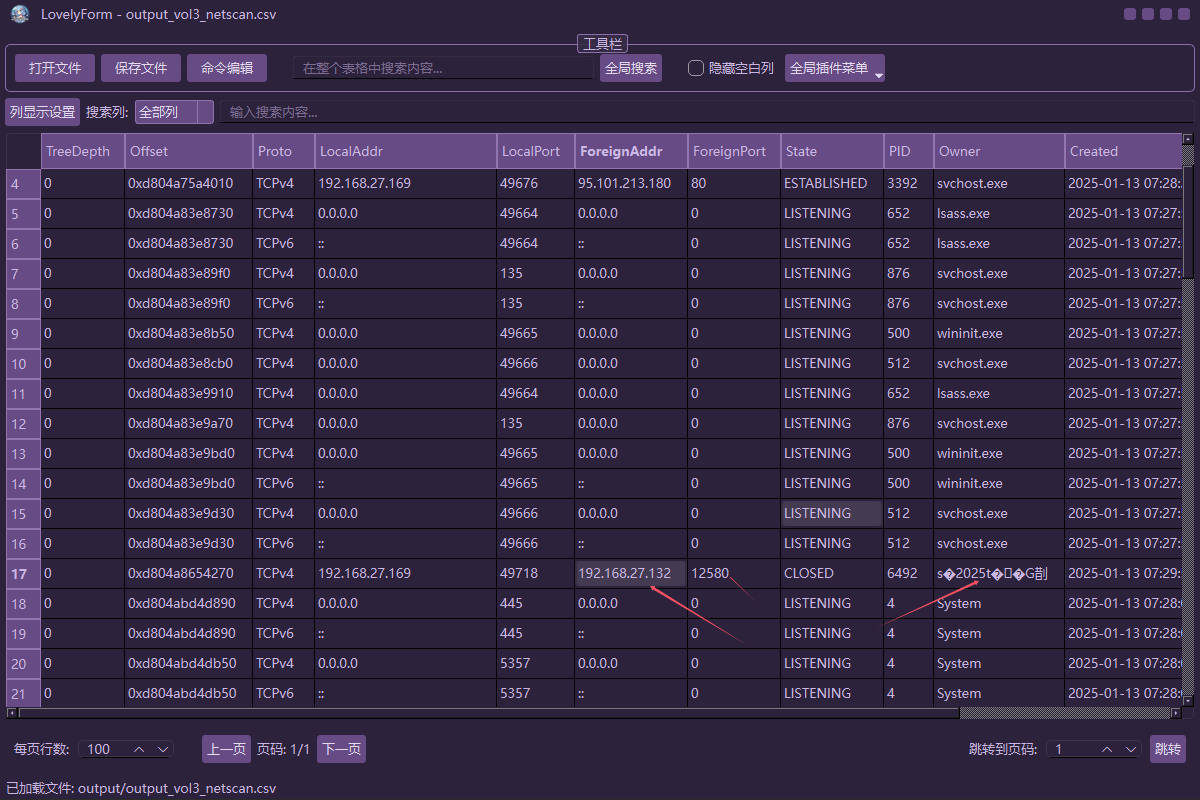 LovelyForm - output_vol3_netscan.csv
工具栏
打开文件 保存文件 命令编辑 在整个表格中搜索内容... 全局搜索 隐藏空白列 全局插件菜单
列显示设置 搜索列: 全部列 输入搜索内容...
TreeDepth Offset Proto LocalAddr LocalPort ForeignAddr ForeignPort State PID Owner Created
4 0 0xd804a75a4010 TCPv4 192.168.27.169 49676 95.101.213.180 80 ESTABLISHED 3392 svchost.exe 2025-01-13 07:28:
5 0 0xd804a83e8730 TCPv4 0.0.0.0 49664 0.0.0.0 0 LISTENING 652 lsass.exe 2025-01-13 07:27:
6 0 0xd804a83e8730 TCPv6 :: 49664 :: 0 LISTENING 652 lsass.exe 2025-01-13 07:27:
7 0 0xd804a83e89f0 TCPv4 0.0.0.0 135 0.0.0.0 0 LISTENING 876 svchost.exe 2025-01-13 07:27:
8 0 0xd804a83e89f0 TCPv6 :: 135 :: 0 LISTENING 876 svchost.exe 2025-01-13 07:27:
9 0 0xd804a83e8b50 TCPv4 0.0.0.0 49665 0.0.0.0 0 LISTENING 500 wininit.exe 2025-01-13 07:27:
10 0 0xd804a83e8cb0 TCPv4 0.0.0.0 49666 0.0.0.0 0 LISTENING 512 svchost.exe 2025-01-13 07:27:
11 0 0xd804a83e9910 TCPv4 0.0.0.0 49664 0.0.0.0 0 LISTENING 652 lsass.exe 2025-01-13 07:27:
12 0 0xd804a83e9a70 TCPv4 0.0.0.0 135 0.0.0.0 0 LISTENING 876 svchost.exe 2025-01-13 07:27:
13 0 0xd804a83e9bd0 TCPv4 0.0.0.0 49665 0.0.0.0 0 LISTENING 500 wininit.exe 2025-01-13 07:27:
14 0 0xd804a83e9bd0 TCPv6 :: 49665 :: 0 LISTENING 500 wininit.exe 2025-01-13 07:27:
15 0 0xd804a83e9d30 TCPv4 0.0.0.0 49666 0.0.0.0 0 LISTENING 512 svchost.exe 2025-01-13 07:27:
16 0 0xd804a83e9d30 TCPv6 :: 49666 :: 0 LISTENING 512 svchost.exe 2025-01-13 07:27:
17 0 0xd804a8654270 TCPv4 192.168.27.169 49718 192.168.27.132 12580 CLOSED 6492 s�2025t��G 2025-01-13 07:29:
18 0 0xd804abd4d890 TCPv4 0.0.0.0 445 0.0.0.0 0 LISTENING 4 System 2025-01-13 07:28:
19 0 0xd804abd4d890 TCPv6 :: 445 :: 0 LISTENING 4 System 2025-01-13 07:28:
20 0 0xd804abd4db50 TCPv4 0.0.0.0 5357 0.0.0.0 0 LISTENING 4 System 2025-01-13 07:28:
21 0 0xd804abd4db50 TCPv6 :: 5357 :: 0 LISTENING 4 System 2025-01-13 07:28:
每页行数: 100 上一页 页码: 1/1 下一页 跳转到页码: 1 跳转
已加载文件: output/output_vol3_netscan.csv